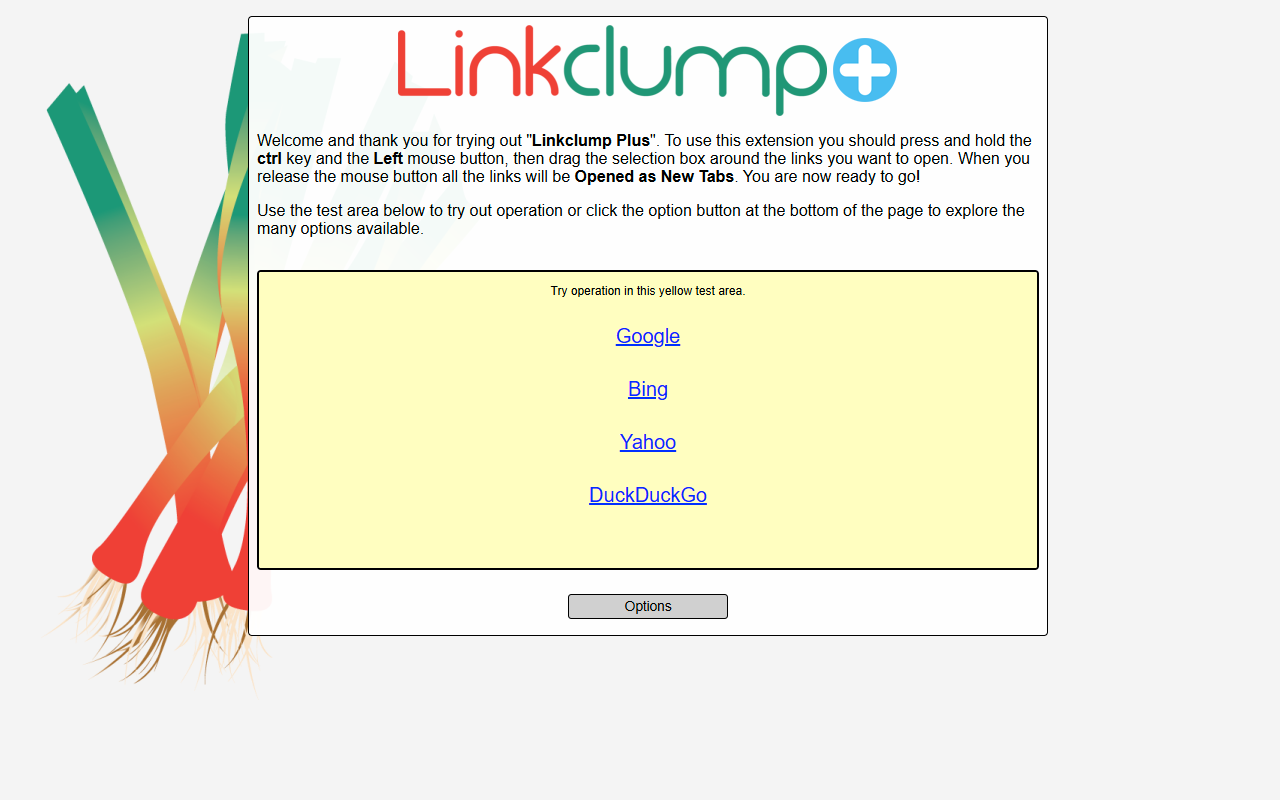 Linkclump
Welcome and thank you for trying out "Linkclump Plus". To use this extension you should press and hold the
ctrl key and the Left mouse button, then drag the selection box around the links you want to open. When you
release the mouse button all the links will be Opened as New Tabs. You are now ready to go!
Use the test area below to try out operation or click the option button at the bottom of the page to explore the
many options available.
Try operation in this yellow test area.
Google
Bing
Yahoo
DuckDuckGo
Options